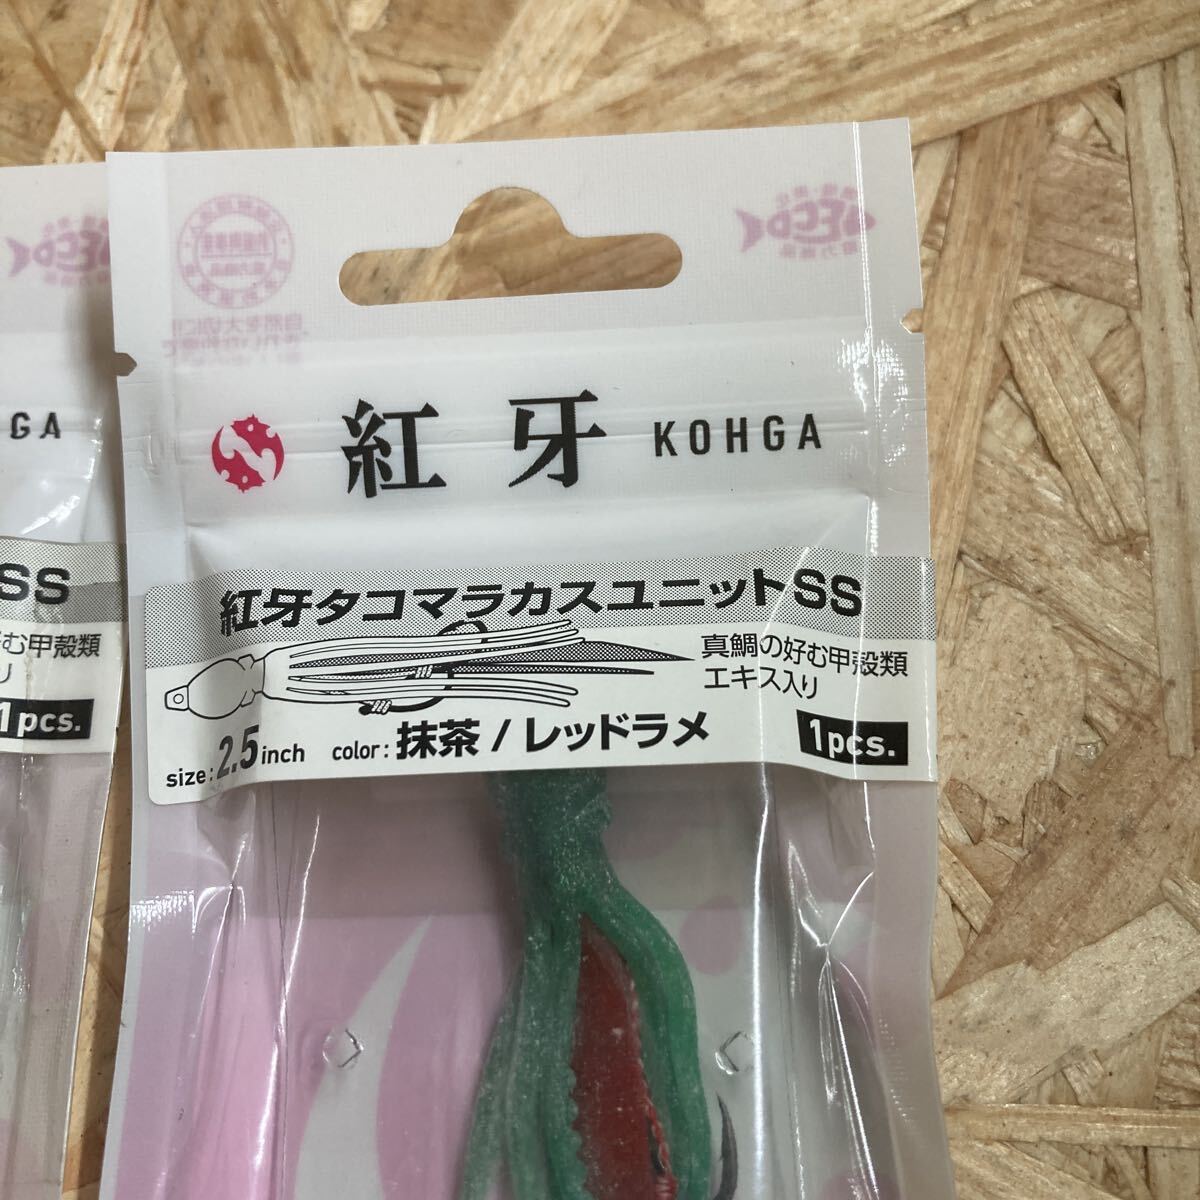 紅牙 KOHGA
紅牙タコマラカスユニットSS
真鯛の好む甲殻類
エキス入り
size: 2.5inch color: 抹茶 / レッドラメ 1pcs.
GA
SS
む甲殻類
り
1pcs.